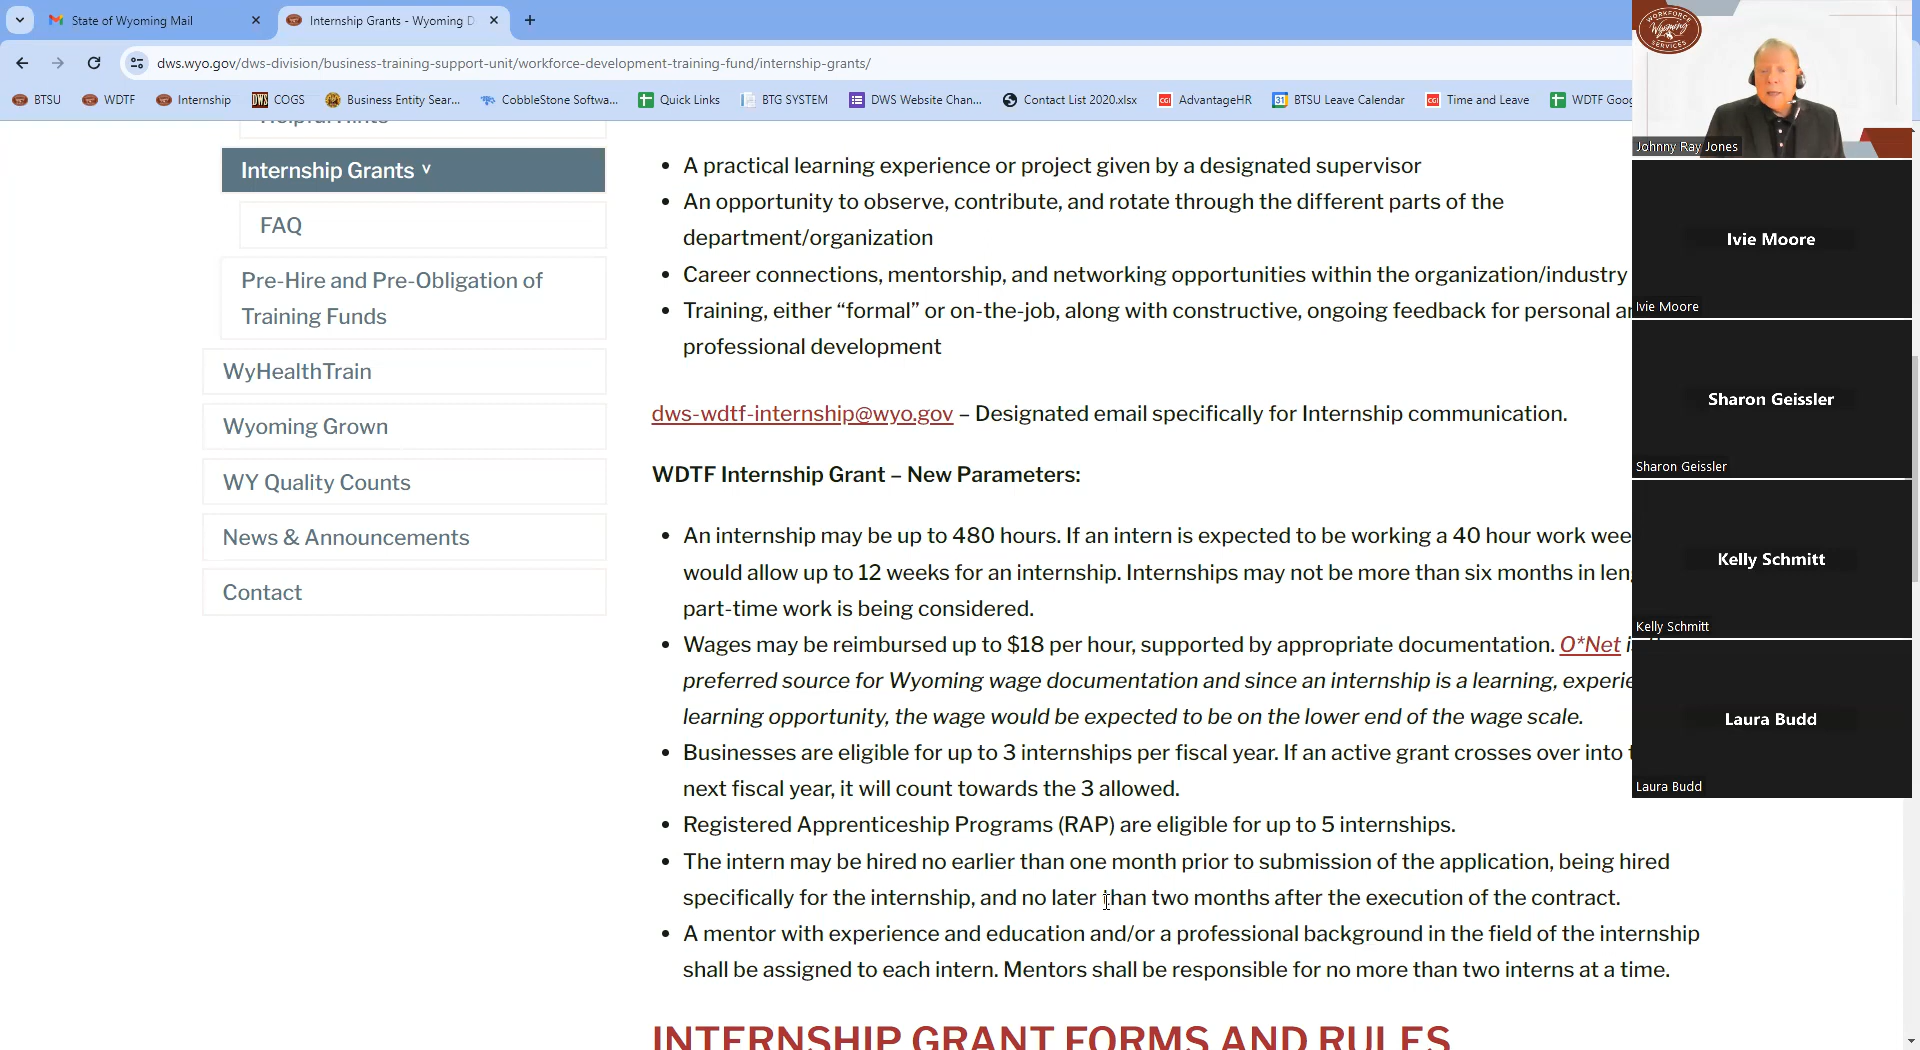 State of Wyoming Mail
Internship Grants - Wyoming D
dws.wyo.gov/dws-division/business-training-support-unit/workforce-development-training-fund/internship-grants/
BTSU
WDTF
Internship
DWS COGS
Business Entity Sear...
CobbleStone Softwa...
Quick Links
BTG SYSTEM
DWS Website Chan...
Contact List 2020.xlsx
CGI AdvantageHR
31 BTSU Leave Calendar
CGI Time and Leave
WDTF Goo
WORKFORCE
Wyoming
SERVICES
Johnny Ray Jones
Helpful Hints
Internship Grants
FAQ
Pre-Hire and Pre-Obligation of
Training Funds
WyHealthTrain
Wyoming Grown
WY Quality Counts
News & Announcements
Contact
• A practical learning experience or project given by a designated supervisor
• An opportunity to observe, contribute, and rotate through the different parts of the
department/organization
• Career connections, mentorship, and networking opportunities within the organization/industry
• Training, either “formal” or on-the-job, along with constructive, ongoing feedback for personal
professional development
dws-wdtf-internship@wyo.gov – Designated email specifically for Internship communication.
WDTF Internship Grant – New Parameters:
• An internship may be up to 480 hours. If an intern is expected to be working a 40 hour work wee
would allow up to 12 weeks for an internship. Internships may not be more than six months in len
part-time work is being considered.
• Wages may be reimbursed up to $18 per hour, supported by appropriate documentation. O*Net
preferred source for Wyoming wage documentation and since an internship is a learning, experie
learning opportunity, the wage would be expected to be on the lower end of the wage scale.
• Businesses are eligible for up to 3 internships per fiscal year. If an active grant crosses over into
next fiscal year, it will count towards the 3 allowed.
• Registered Apprenticeship Programs (RAP) are eligible for up to 5 internships.
• The intern may be hired no earlier than one month prior to submission of the application, being hired
specifically for the internship, and no later than two months after the execution of the contract.
• A mentor with experience and education and/or a professional background in the field of the internship
shall be assigned to each intern. Mentors shall be responsible for no more than two interns at a time.
INTERNSHIP GRANT FORMS AND RULES
Ivie Moore
Ivie Moore
Sharon Geissler
Sharon Geissler
Kelly Schmitt
Kelly Schmitt
Laura Budd
Laura Budd